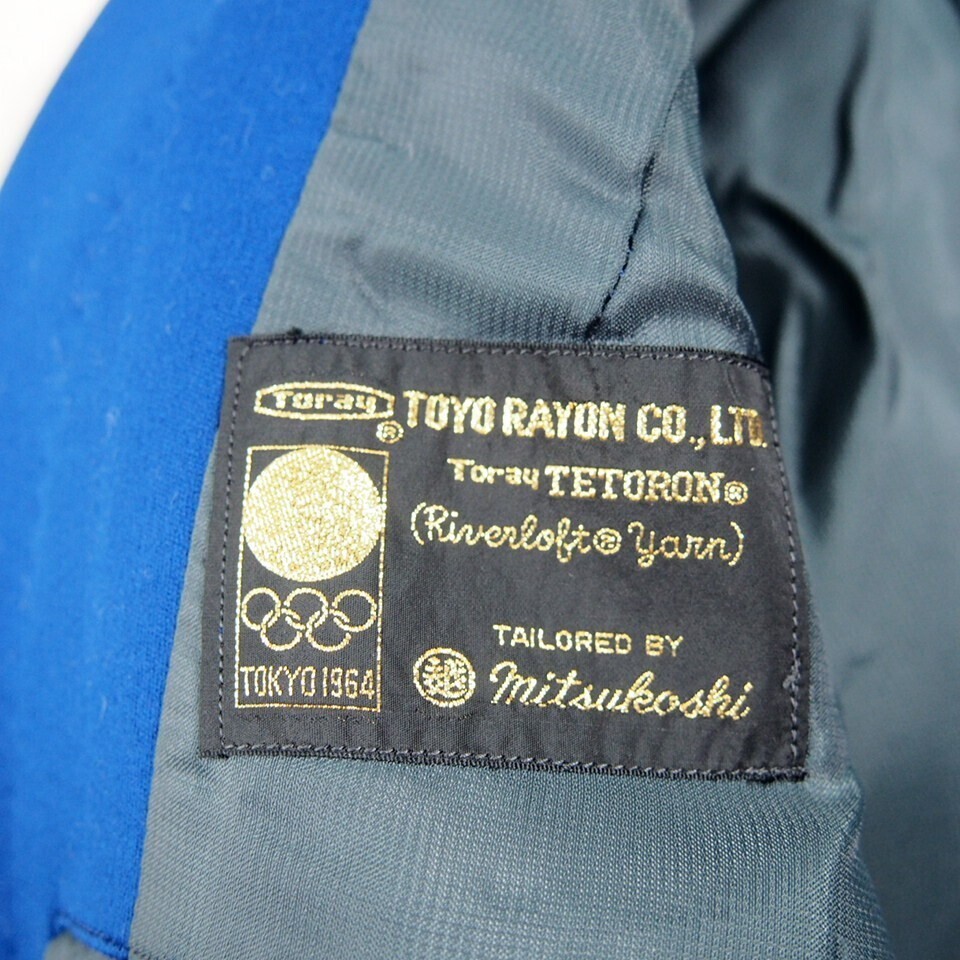 Toray®
TOYO RAYON CO., LTD.
Toray TETORON®
(Riverloft® Yarn)
TOKYO 1964
TAILORED BY
越 Mitsukoshi